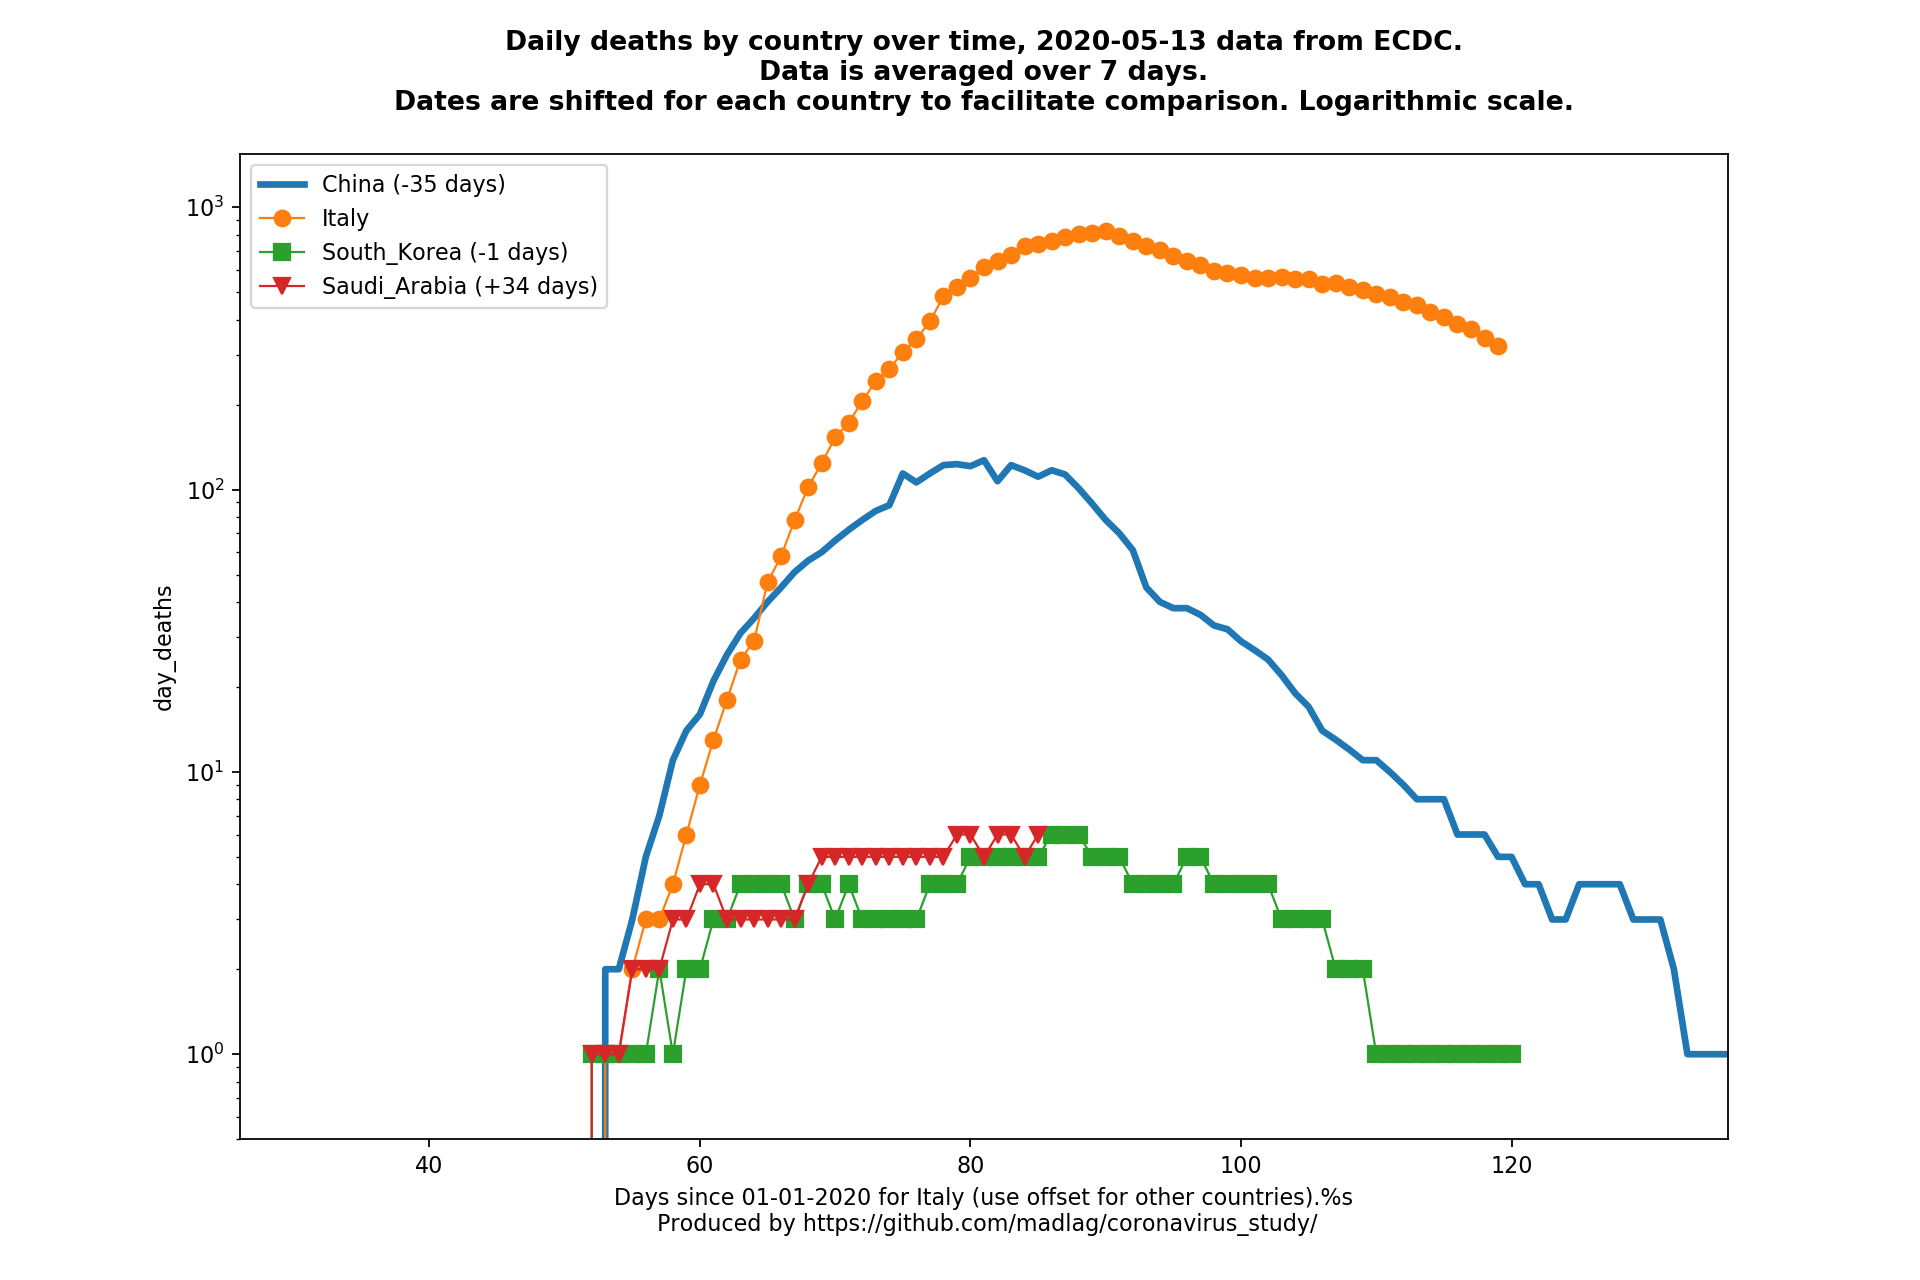 Daily deaths by country over time, 2020-05-13 data from ECDC.
Data is averaged over 7 days.
Dates are shifted for each country to facilitate comparison. Logarithmic scale.
China (-35 days)
Italy
South_Korea (-1 days)
Saudi_Arabia (+34 days)
10³
10²
10¹
10⁰
day_deaths
40 60 80 100 120
Days since 01-01-2020 for Italy (use offset for other countries).%s
Produced by https://github.com/madlag/coronavirus_study/